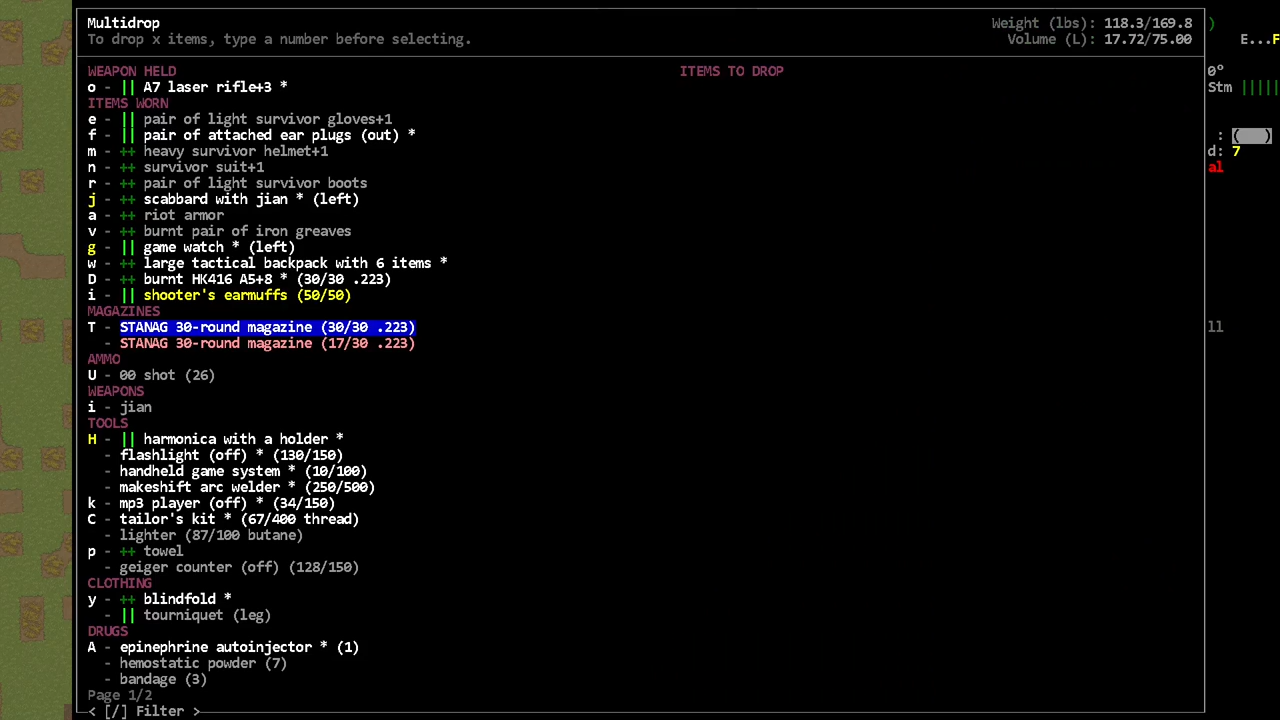 Multidrop
To drop x items, type a number before selecting.
Weight (lbs): 118.3/169.8
Volume (L): 17.72/75.00
)
E...F
WEAPON HELD
ITEMS TO DROP
0°
o - || A7 laser rifle+3 *
Stm |||||
ITEMS WORN
e - || pair of light survivor gloves+1
f - || pair of attached ear plugs (out) *
: (__)
m - ++ heavy survivor helmet+1
d: 7
n - ++ survivor suit+1
al
r - ++ pair of light survivor boots
j - ++ scabbard with jian * (left)
a - ++ riot armor
v - ++ burnt pair of iron greaves
g - || game watch * (left)
w - ++ large tactical backpack with 6 items *
D - ++ burnt HK416 A5+8 * (30/30 .223)
i - || shooter's earmuffs (50/50)
MAGAZINES
T - STANAG 30-round magazine (30/30 .223)
ll
- STANAG 30-round magazine (17/30 .223)
AMMO
U - 00 shot (26)
WEAPONS
i - jian
TOOLS
H - || harmonica with a holder *
- flashlight (off) * (130/150)
- handheld game system * (10/100)
- makeshift arc welder * (250/500)
k - mp3 player (off) * (34/150)
C - tailor's kit * (67/400 thread)
- lighter (87/100 butane)
p - ++ towel
- geiger counter (off) (128/150)
CLOTHING
y - ++ blindfold *
- || tourniquet (leg)
DRUGS
A - epinephrine autoinjector * (1)
- hemostatic powder (7)
- bandage (3)
Page 1/2
< [/] Filter >